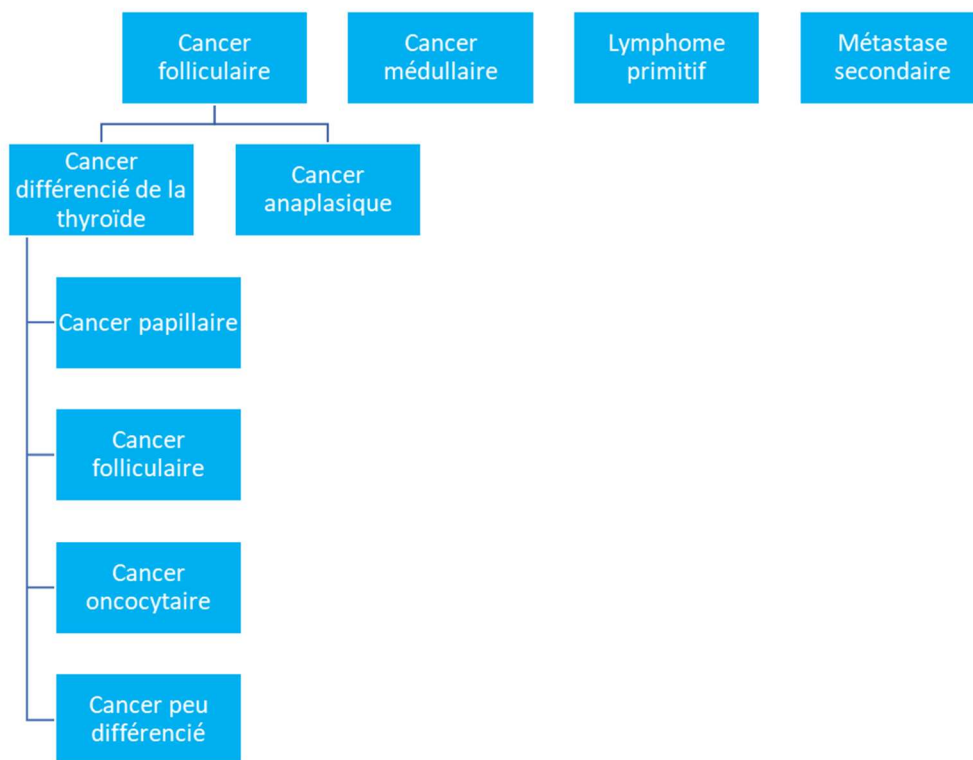 Cancer
folliculaire
Cancer
médullaire
Lymphome
primitif
Métastase
secondaire
Cancer
différencié de la
thyroïde
Cancer
anaplasique
Cancer papillaire
Cancer
folliculaire
Cancer
oncocytaire
Cancer peu
différencié